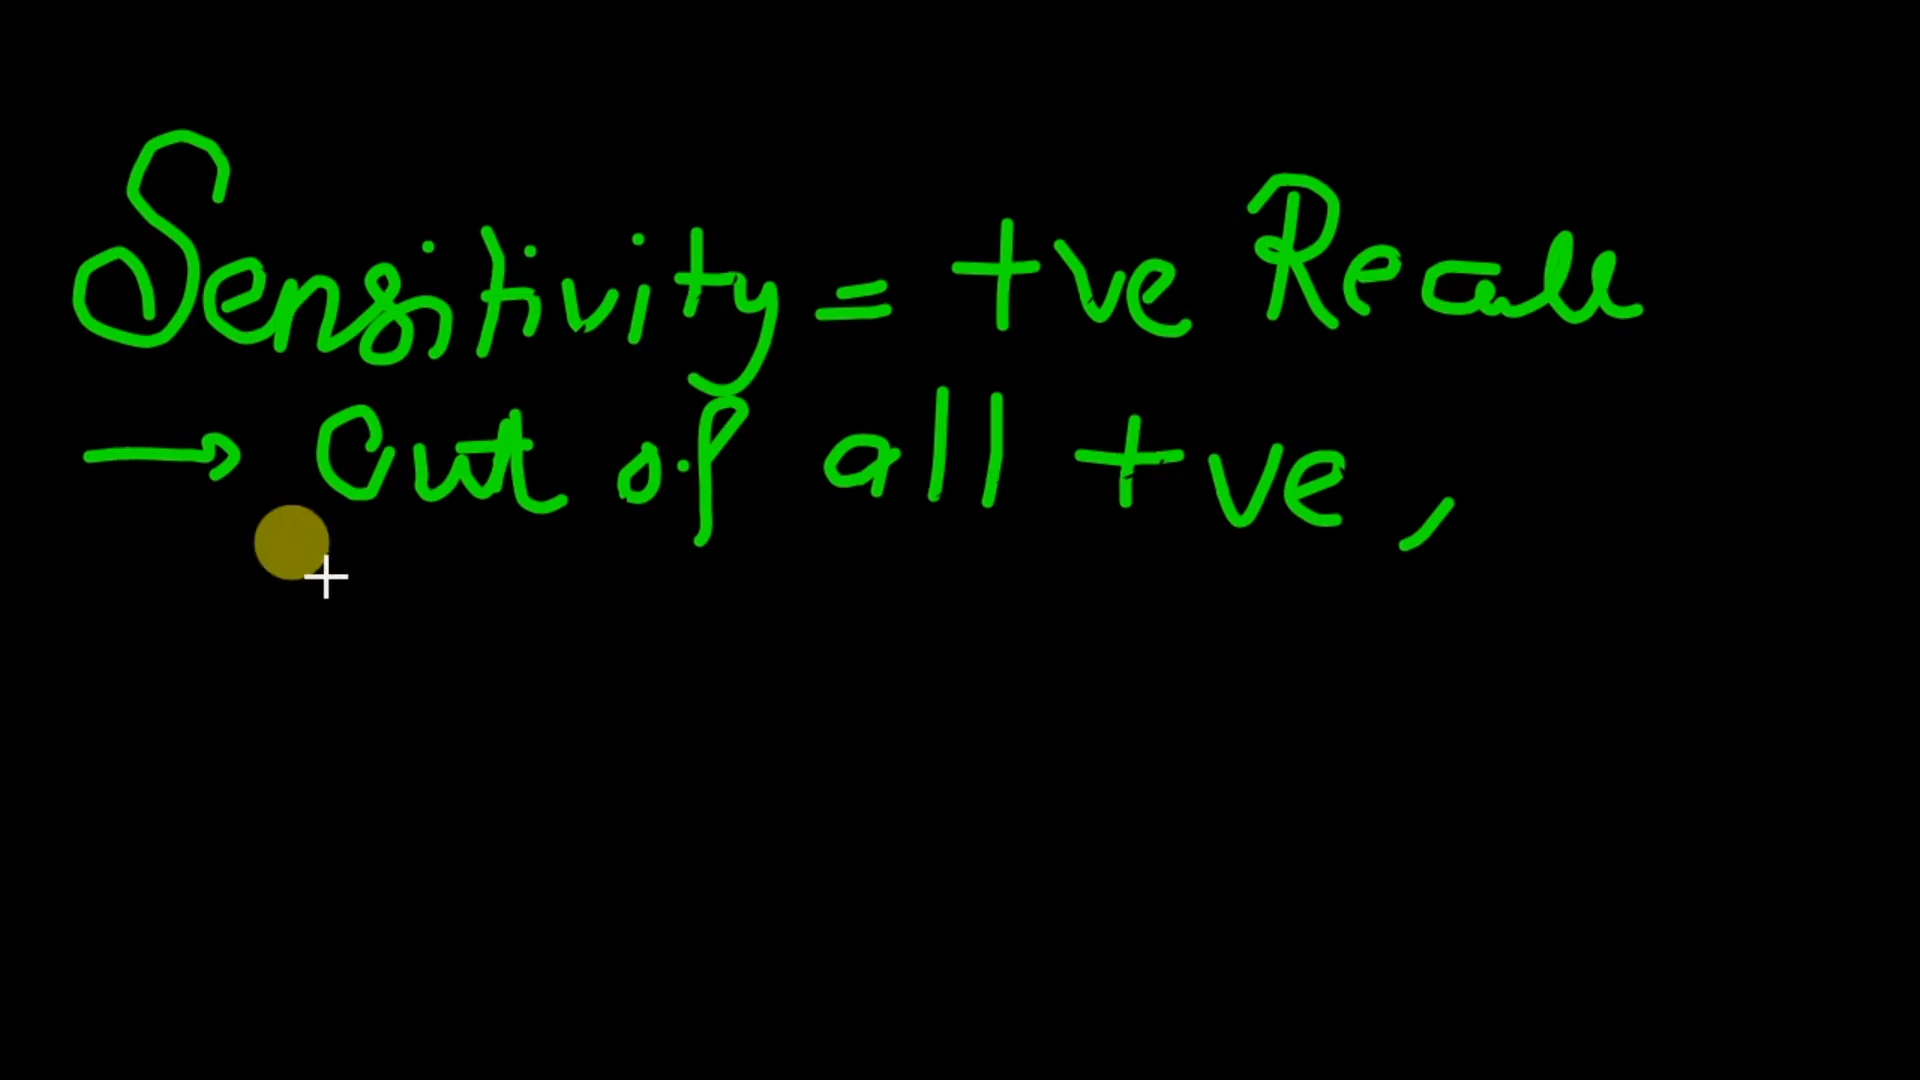 Sensitivity = +ve Recall
→ Out of all +ve,